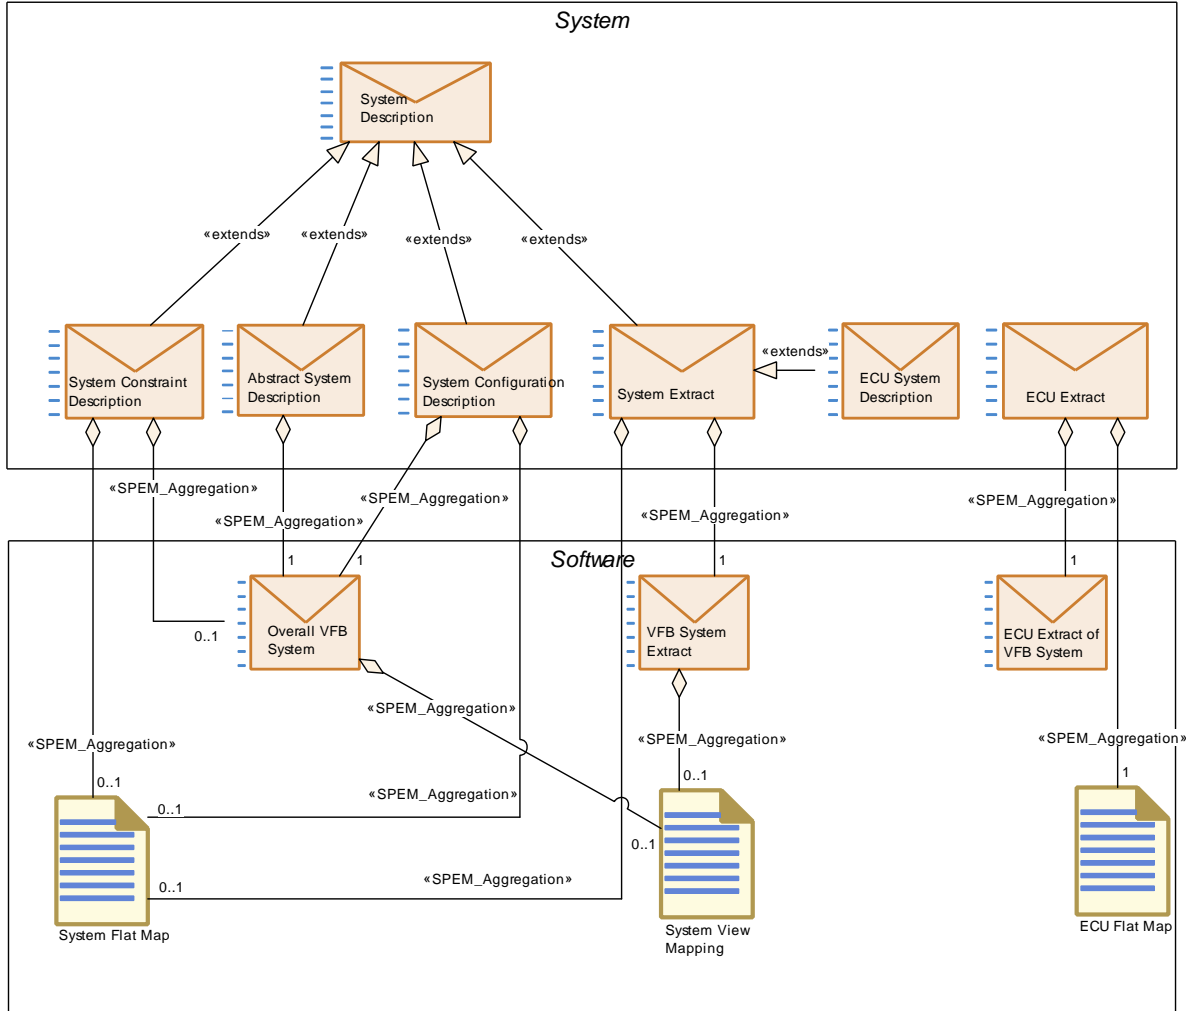 System
System
Description
«extends»
«extends»
«extends»
«extends»
«extends»
System Constraint
Description
Abstract System
Description
System Configuration
Description
System Extract
ECU System
Description
ECU Extract
«SPEM_Aggregation»
«SPEM_Aggregation»
«SPEM_Aggregation»
«SPEM_Aggregation»
«SPEM_Aggregation»
Software
1
1
1
1
0..1
Overall VFB
System
VFB System
Extract
ECU Extract of
VFB System
«SPEM_Aggregation»
«SPEM_Aggregation»
«SPEM_Aggregation»
«SPEM_Aggregation»
0..1
0..1
1
«SPEM_Aggregation»
0..1
0..1
«SPEM_Aggregation»
0..1
System Flat Map
System View
Mapping
ECU Flat Map